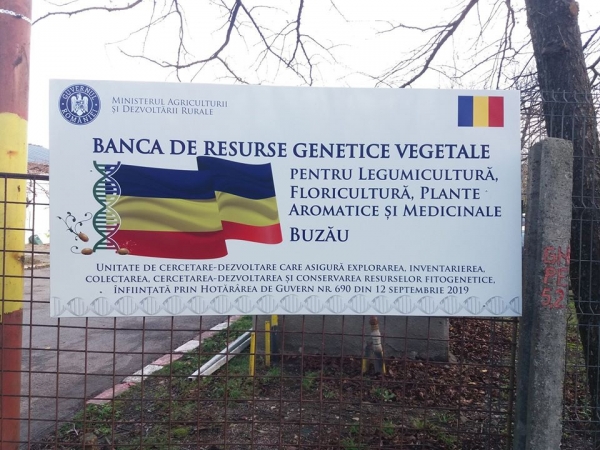 GUVERNUL ROMÂNIEI
MINISTERUL AGRICULTURII
ȘI DEZVOLTĂRII RURALE
BANCA DE RESURSE GENETICE VEGETALE
PENTRU LEGUMICULTURĂ,
FLORICULTURĂ, PLANTE
AROMATICE ȘI MEDICINALE
BUZĂU
UNITATE DE CERCETARE-DEZVOLTARE CARE ASIGURĂ EXPLORAREA, INVENTARIEREA,
COLECTAREA, CERCETAREA-DEZVOLTAREA ȘI CONSERVAREA RESURSELOR FITOGENETICE,
ÎNFIINȚATĂ PRIN HOTĂRÂREA DE GUVERN NR. 690 DIN 12 SEPTEMBRIE 2019